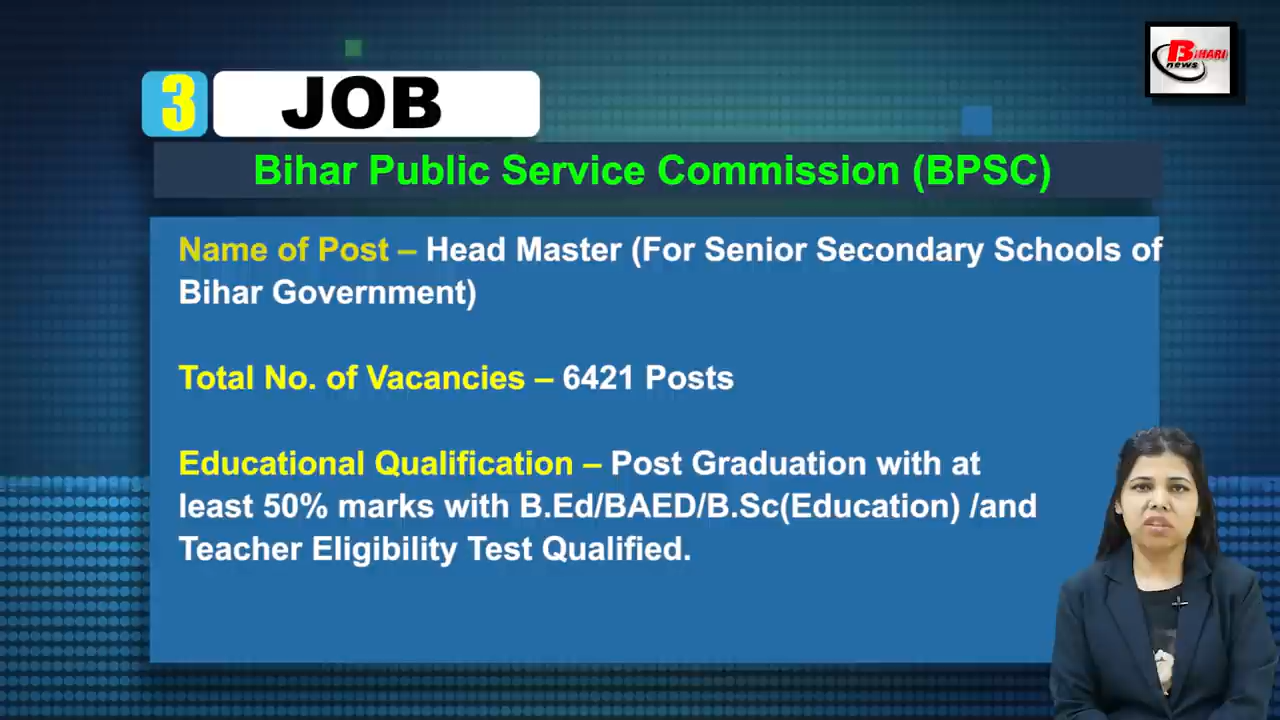 BIHARI
news
3 JOB
Bihar Public Service Commission (BPSC)
Name of Post – Head Master (For Senior Secondary Schools of
Bihar Government)
Total No. of Vacancies – 6421 Posts
Educational Qualification – Post Graduation with at
least 50% marks with B.Ed/BAED/B.Sc(Education) /and
Teacher Eligibility Test Qualified.